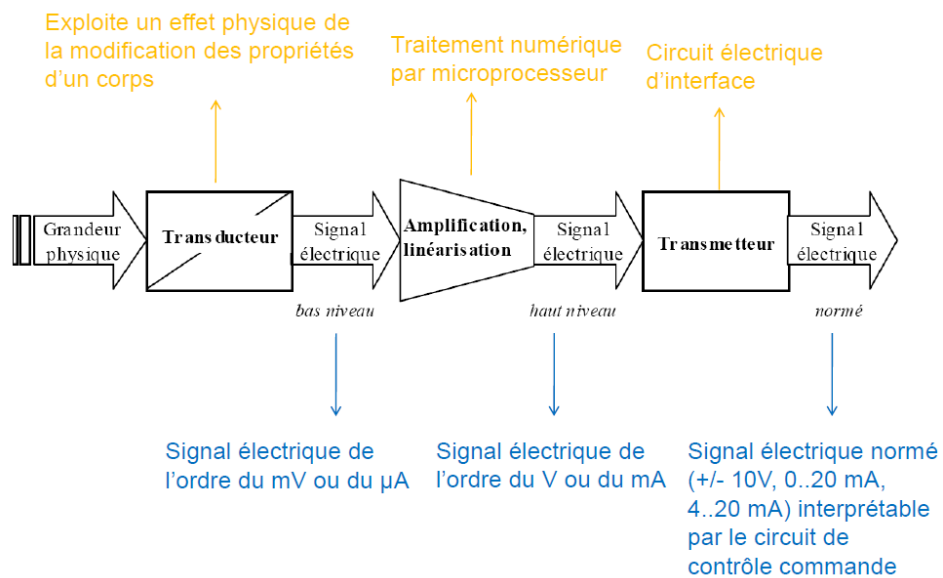 Exploite un effet physique de
la modification des propriétés
d'un corps
Traitement numérique
par microprocesseur
Circuit électrique
d'interface
Grandeur
physique
Transducteur
Signal
électrique
Amplification,
linéarisation
Signal
électrique
Transmetteur
Signal
électrique
bas niveau
haut niveau
normé
Signal électrique de
l'ordre du mV ou du µA
Signal électrique de
l'ordre du V ou du mA
Signal électrique normé
(+/- 10V, 0..20 mA,
4..20 mA) interprétable
par le circuit de
contrôle commande